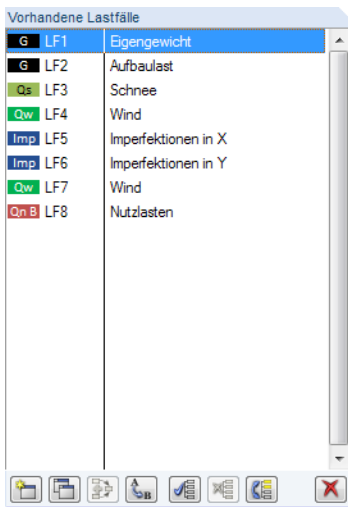 Vorhandene Lastfälle
G LF1 Eigengewicht
G LF2 Aufbaulast
Qs LF3 Schnee
Qw LF4 Wind
Imp LF5 Imperfektionen in X
Imp LF6 Imperfektionen in Y
Qw LF7 Wind
Qn B LF8 Nutzlasten
A B